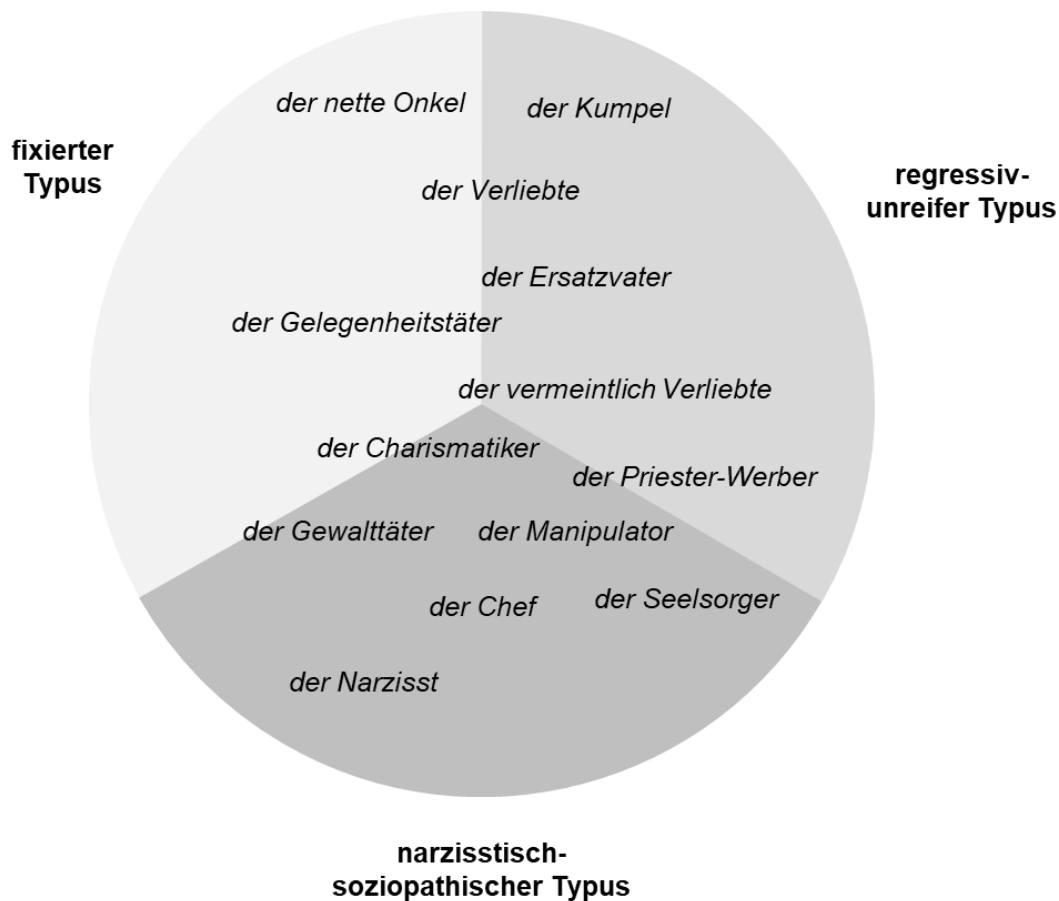 der nette Onkel
der Kumpel
fixierter
Typus
regressiv-
unreifer Typus
der Verliebte
der Ersatzvater
der Gelegenheitstäter
der vermeintlich Verliebte
der Charismatiker
der Priester-Werber
der Gewalttäter
der Manipulator
der Chef
der Seelsorger
der Narzisst
narzisstisch-
soziopathischer Typus